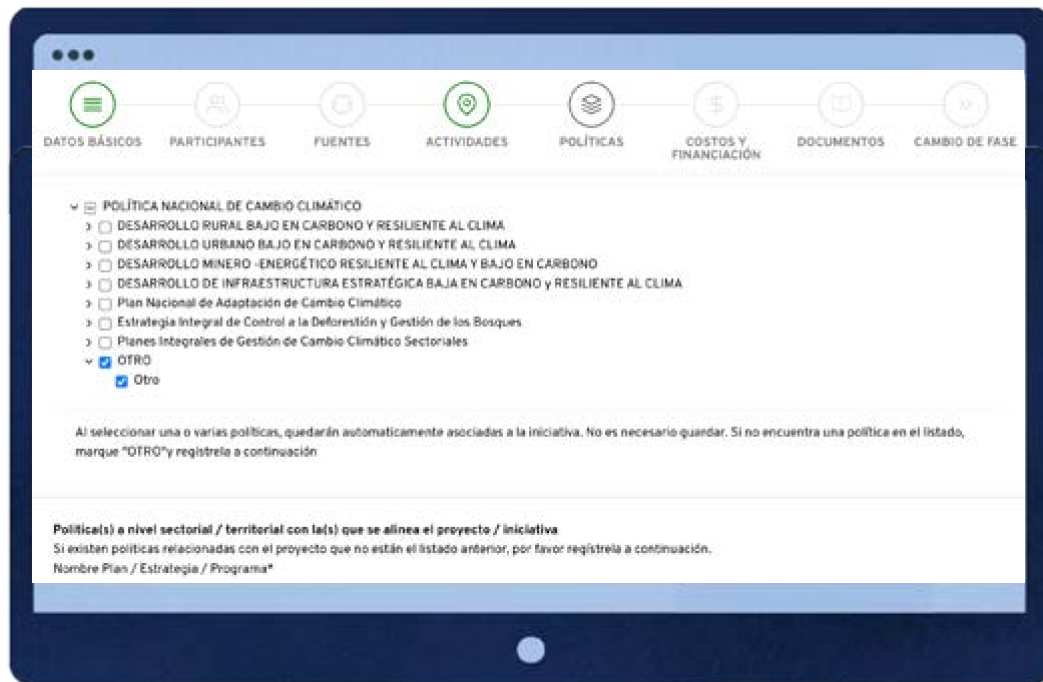 DATOS BÁSICOS
PARTICIPANTES
FUENTES
ACTIVIDADES
POLÍTICAS
COSTOS Y
FINANCIACIÓN
DOCUMENTOS
CAMBIO DE FASE
POLÍTICA NACIONAL DE CAMBIO CLIMÁTICO
DESARROLLO RURAL BAJO EN CARBONO Y RESILIENTE AL CLIMA
DESARROLLO URBANO BAJO EN CARBONO Y RESILIENTE AL CLIMA
DESARROLLO MINERO -ENERGÉTICO RESILIENTE AL CLIMA Y BAJO EN CARBONO
DESARROLLO DE INFRAESTRUCTURA ESTRATÉGICA BAJA EN CARBONO y RESILIENTE AL CLIMA
Plan Nacional de Adaptación de Cambio Climático
Estrategia Integral de Control a la Deforestión y Gestión de los Bosques
Planes Integrales de Gestión de Cambio Climático Sectoriales
OTRO
Otro
Al seleccionar una o varias políticas, quedarán automaticamente asociadas a la iniciativa. No es necesario guardar. Si no encuentra una política en el listado,
marque "OTRO"y regístrela a continuación
Política(s) a nivel sectorial / territorial con la(s) que se alinea el proyecto / iniciativa
Si existen políticas relacionadas con el proyecto que no están el listado anterior, por favor regístrela a continuación.
Nombre Plan / Estrategia / Programa*